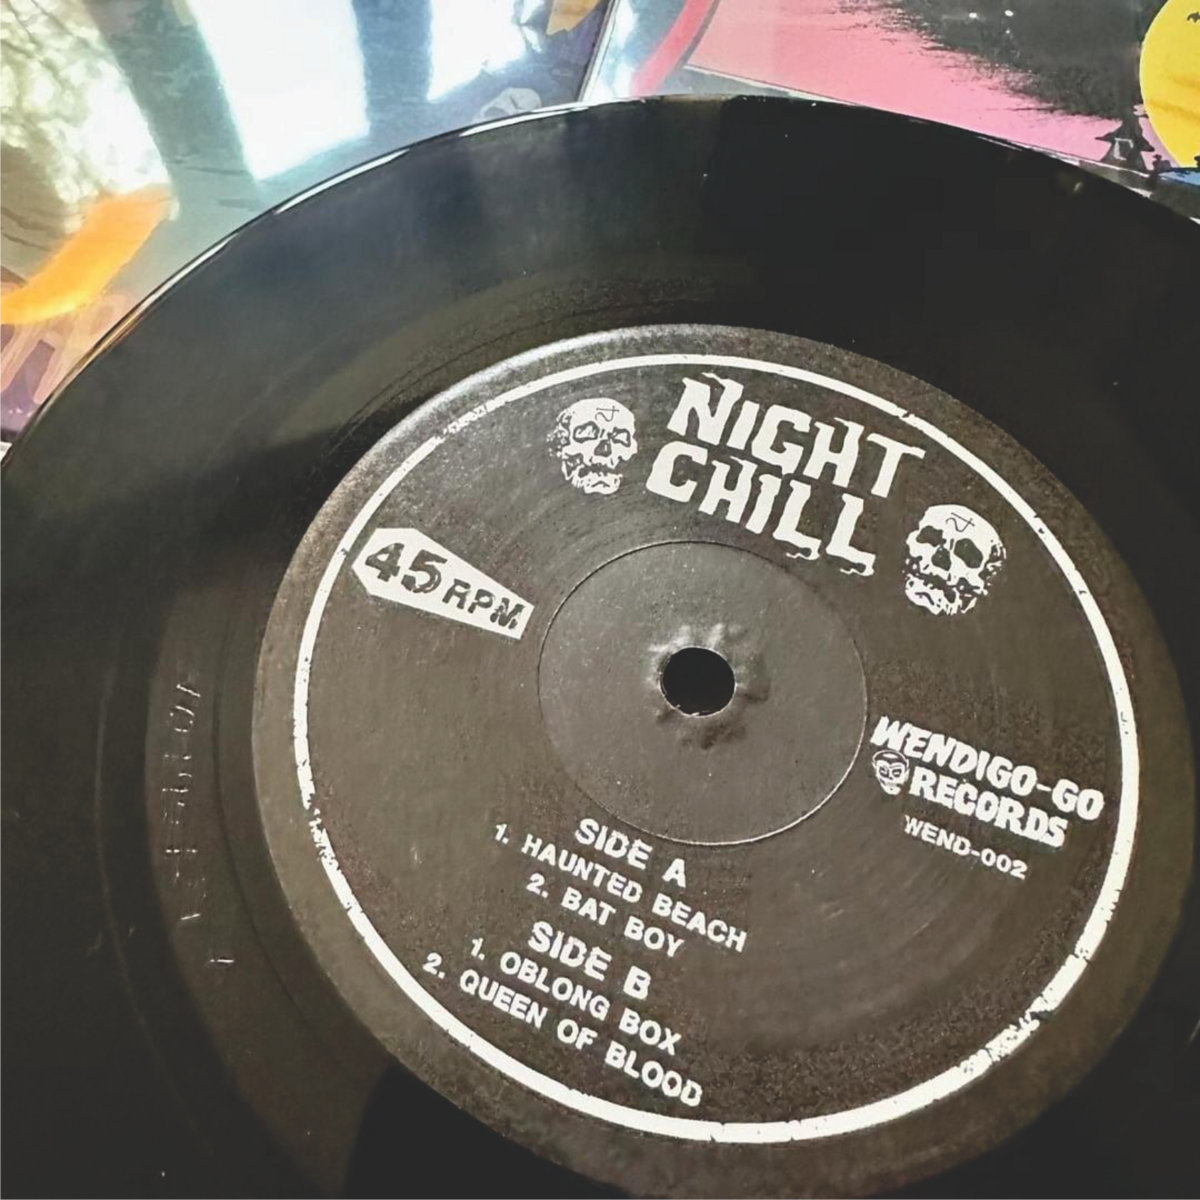 NIGHT
CHILL
45 RPM
WENDIGO-GO
RECORDS
WEND-002
SIDE A
1. HAUNTED BEACH
2. BAT BOY
SIDE B
1. OBLONG BOX
2. QUEEN OF BLOOD